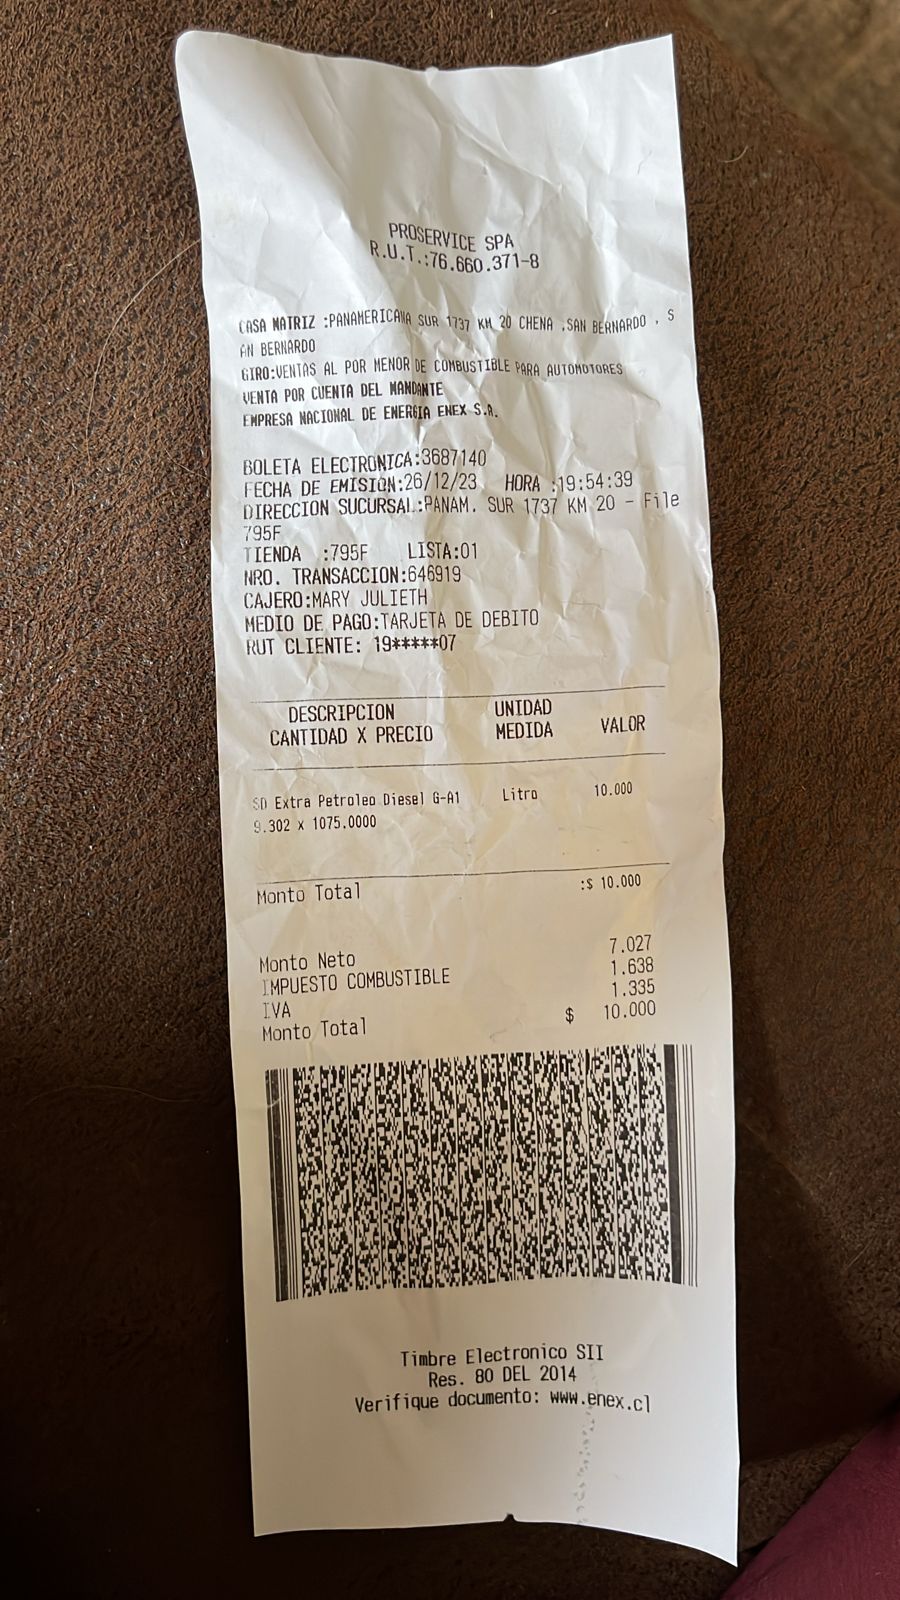 PROSERVICE SPA
R.U.T.:76.660.371-8
CASA MATRIZ :PANAMERICANA SUR 1737 KM 20 CHENA ,SAN BERNARDO , S
AN BERNARDO
GIRO:VENTAS AL POR MENOR DE COMBUSTIBLE PARA AUTOMOTORES
VENTA POR CUENTA DEL MANDANTE
EMPRESA NACIONAL DE ENERGIA ENEX S.A.
BOLETA ELECTRONICA:3687140
FECHA DE EMISION:26/12/23 HORA :19:54:39
DIRECCION SUCURSAL:PANAM. SUR 1737 KM 20 - File
795F
TIENDA :795F LISTA:01
NRO. TRANSACCION:646919
CAJERO:MARY JULIETH
MEDIO DE PAGO:TARJETA DE DEBITO
RUT CLIENTE: 19*****07
DESCRIPCION UNIDAD
CANTIDAD X PRECIO MEDIDA VALOR
SD Extra Petroleo Diesel G-A1 Litro 10.000
9.302 x 1075.0000
Monto Total :$ 10.000
Monto Neto 7.027
IMPUESTO COMBUSTIBLE 1.638
IVA 1.335
Monto Total $ 10.000
Timbre Electronico SII
Res. 80 DEL 2014
Verifique documento: www.enex.cl